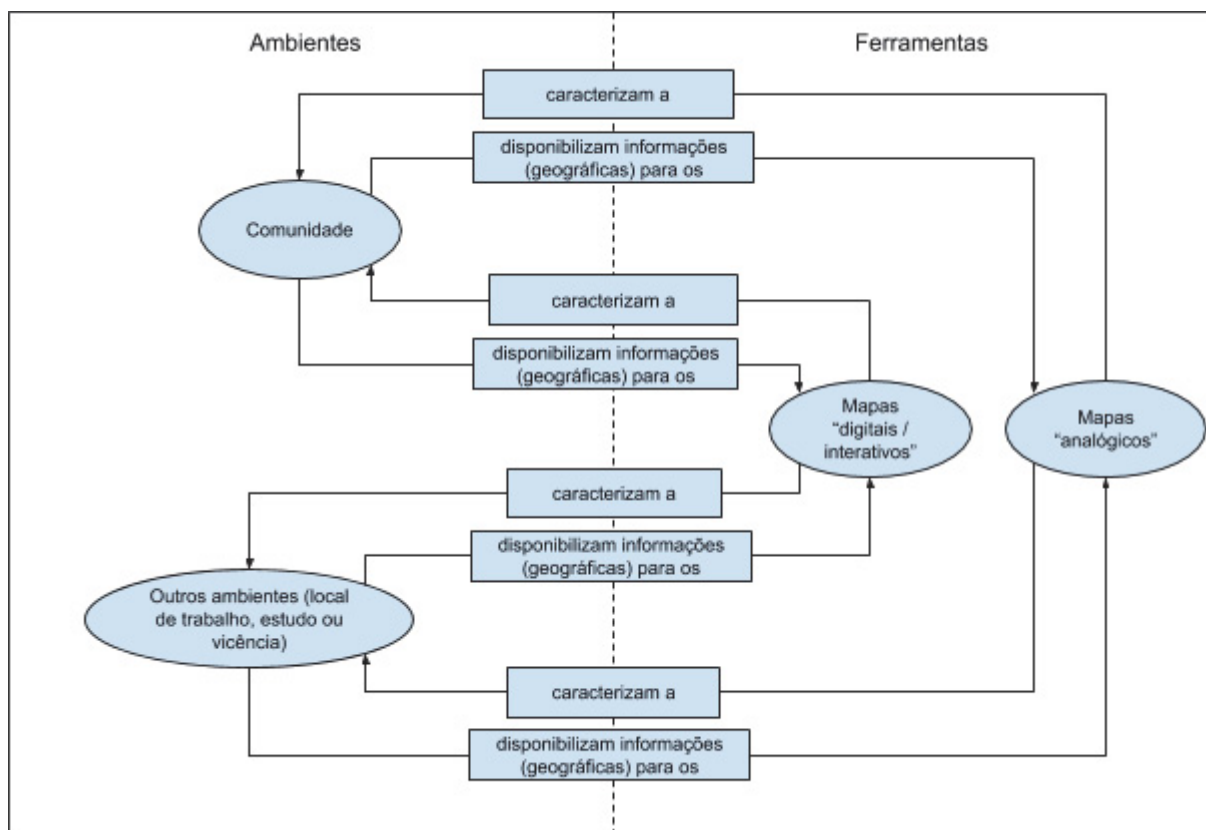 Ambientes
Ferramentas
caracterizam a
disponibilizam informações
(geográficas) para os
Comunidade
caracterizam a
disponibilizam informações
(geográficas) para os
Mapas
“digitais /
interativos”
Mapas
“analógicos”
caracterizam a
disponibilizam informações
(geográficas) para os
Outros ambientes (local
de trabalho, estudo ou
vicência)
caracterizam a
disponibilizam informações
(geográficas) para os